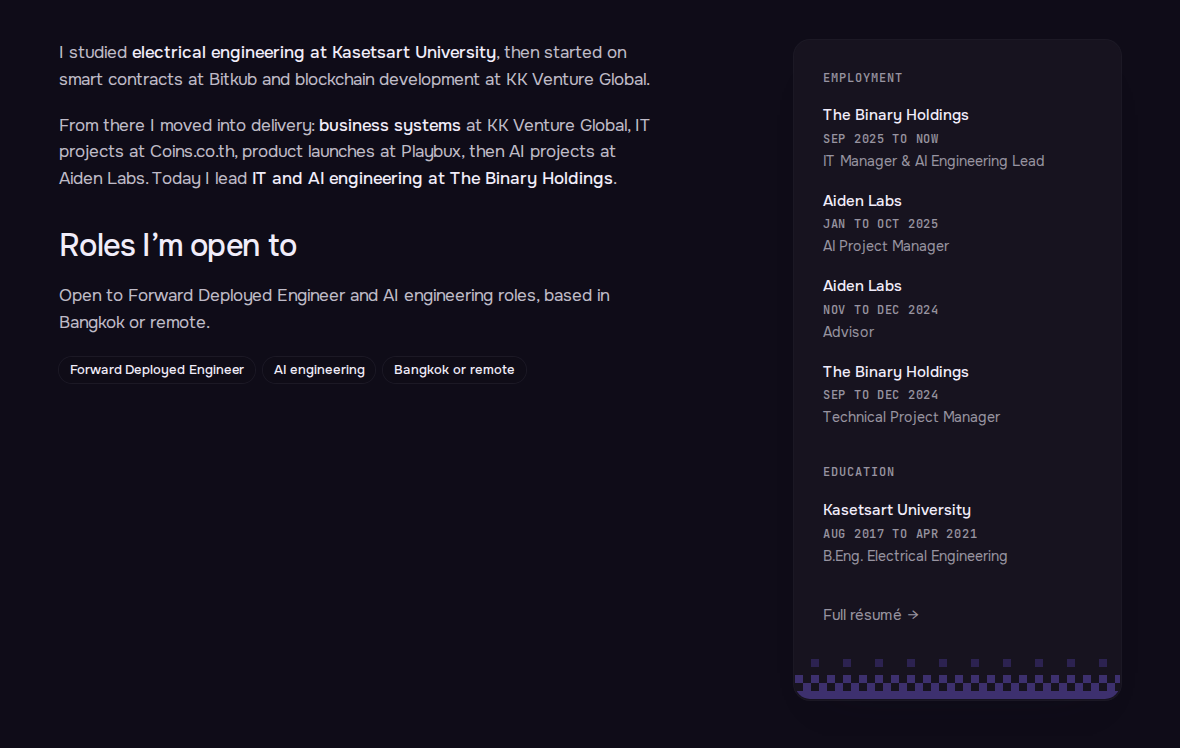 I studied electrical engineering at Kasetsart University, then started on
smart contracts at Bitkub and blockchain development at KK Venture Global.
From there I moved into delivery: business systems at KK Venture Global, IT
projects at Coins.co.th, product launches at Playbux, then AI projects at
Aiden Labs. Today I lead IT and AI engineering at The Binary Holdings.
Roles I’m open to
Open to Forward Deployed Engineer and AI engineering roles, based in
Bangkok or remote.
Forward Deployed Engineer
AI engineering
Bangkok or remote
EMPLOYMENT
The Binary Holdings
SEP 2025 TO NOW
IT Manager & AI Engineering Lead
Aiden Labs
JAN TO OCT 2025
AI Project Manager
Aiden Labs
NOV TO DEC 2024
Advisor
The Binary Holdings
SEP TO DEC 2024
Technical Project Manager
EDUCATION
Kasetsart University
AUG 2017 TO APR 2021
B.Eng. Electrical Engineering
Full résumé →